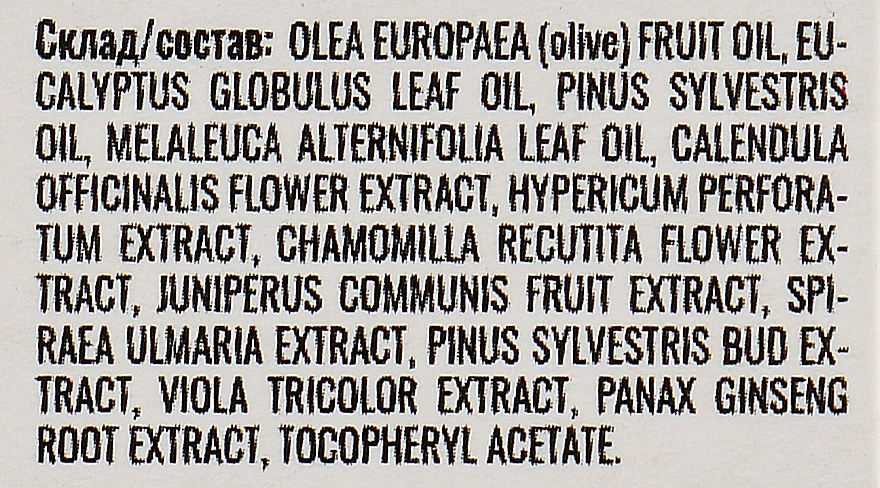 Склад/состав: OLEA EUROPAEA (olive) FRUIT OIL, EU-
CALYPTUS GLOBULUS LEAF OIL, PINUS SYLVESTRIS
OIL, MELALEUCA ALTERNIFOLIA LEAF OIL, CALENDULA
OFFICINALIS FLOWER EXTRACT, HYPERICUM PERFORA-
TUM EXTRACT, CHAMOMILLA RECUTITA FLOWER EX-
TRACT, JUNIPERUS COMMUNIS FRUIT EXTRACT, SPI-
RAEA ULMARIA EXTRACT, PINUS SYLVESTRIS BUD EX-
TRACT, VIOLA TRICOLOR EXTRACT, PANAX GINSENG
ROOT EXTRACT, TOCOPHERYL ACETATE.